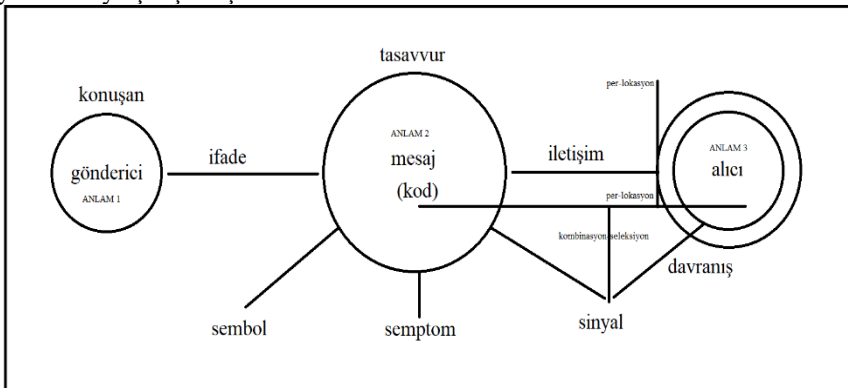 tasavvur
konuşan
per-lokasyon
ANLAM 2
ifade
mesaj
iletişim
ANLAM 3
gönderici
alıcı
ANLAM 1
(kod)
per-lokasyon
kombinasyon seleksiyon
davranış
sembol
semptom
sinyal